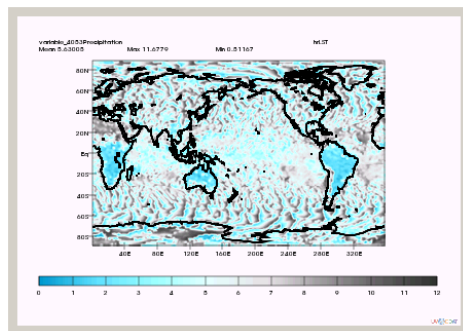 variable_4053Precipitation hrLST
Mean 5.63005 Max 11.6779 Min 0.51167
80N
60N
40N
20N
Eq
20S
40S
60S
80S
40E 80E 120E 160E 200E 240E 280E 320E
0 1 2 3 4 5 6 7 8 9 10 11 12